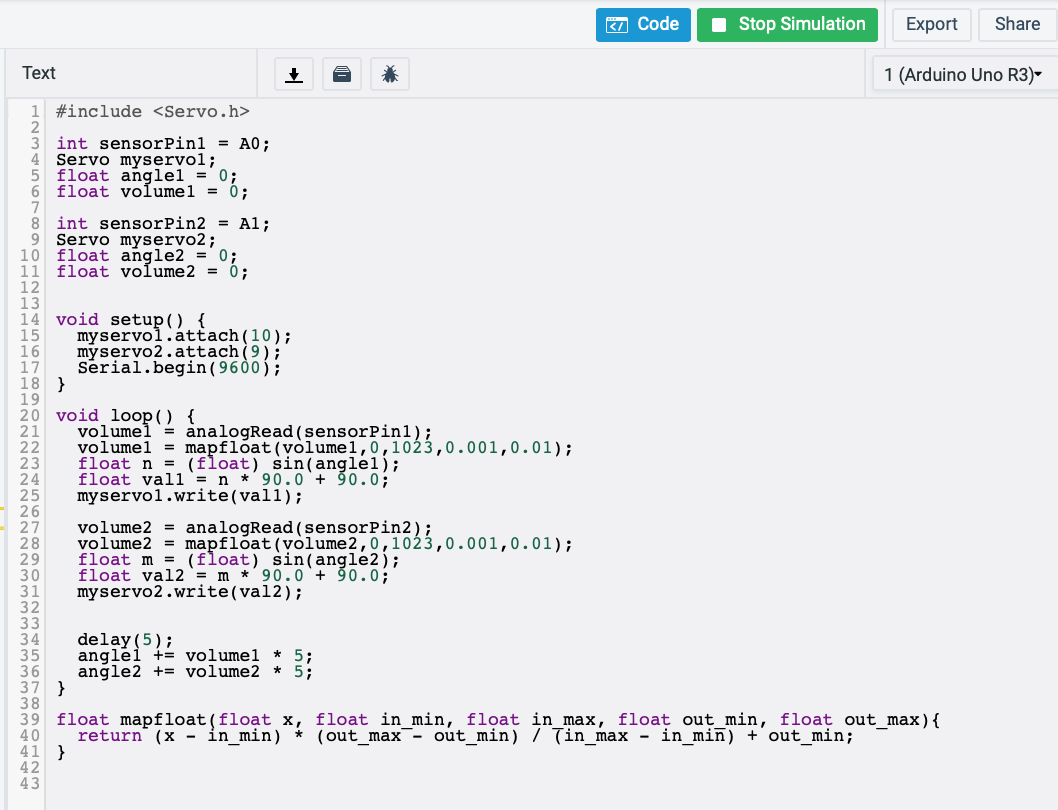 Code
Stop Simulation
Export
Share
Text
1 (Arduino Uno R3)
1 #include <Servo.h>
2
3 int sensorPin1 = A0;
4 Servo myservo1;
5 float angle1 = 0;
6 float volume1 = 0;
7
8 int sensorPin2 = A1;
9 Servo myservo2;
10 float angle2 = 0;
11 float volume2 = 0;
12
13
14 void setup() {
15   myservo1.attach(10);
16   myservo2.attach(9);
17   Serial.begin(9600);
18 }
19
20 void loop() {
21   volume1 = analogRead(sensorPin1);
22   volume1 = mapfloat(volume1,0,1023,0.001,0.01);
23   float n = (float) sin(angle1);
24   float val1 = n * 90.0 + 90.0;
25   myservo1.write(val1);
26
27   volume2 = analogRead(sensorPin2);
28   volume2 = mapfloat(volume2,0,1023,0.001,0.01);
29   float m = (float) sin(angle2);
30   float val2 = m * 90.0 + 90.0;
31   myservo2.write(val2);
32
33
34   delay(5);
35   angle1 += volume1 * 5;
36   angle2 += volume2 * 5;
37 }
38
39 float mapfloat(float x, float in_min, float in_max, float out_min, float out_max){
40   return (x - in_min) * (out_max - out_min) / (in_max - in_min) + out_min;
41 }
42
43